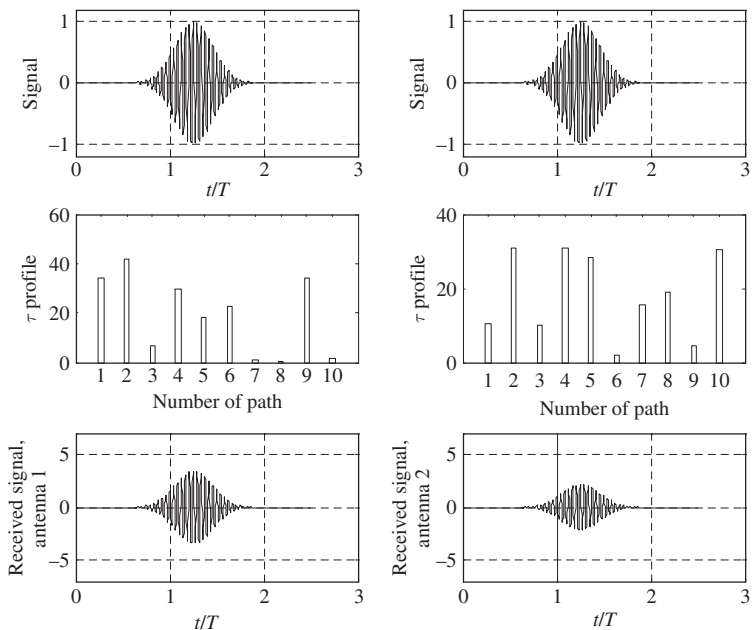 1
0
−1
Signal
0 1 2 3
t/T
1
0
−1
Signal
0 1 2 3
t/T
60
40
20
0
τ profile
1 2 3 4 5 6 7 8 9 10
Number of path
40
20
0
τ profile
1 2 3 4 5 6 7 8 9 10
Number of path
5
0
−5
Received signal,
antenna 1
0 1 2 3
t/T
5
0
−5
Received signal,
antenna 2
0 1 2 3
t/T